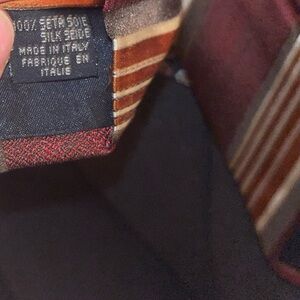 100% SETA SOIE
SILK SEIDE
MADE IN ITALY
FABRIQUE EN
ITALIE